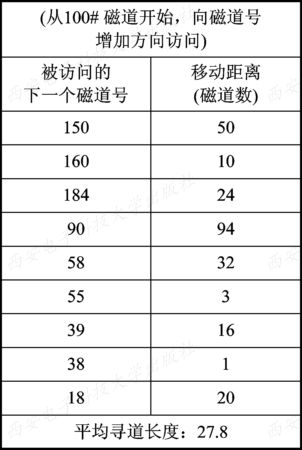 (从100# 磁道开始，向磁道号
增加方向访问)
被访问的 移动距离
下一个磁道号 (磁道数)
150 50
160 10
184 24
90 94
58 32
55 3
39 16
38 1
18 20
平均寻道长度：27.8